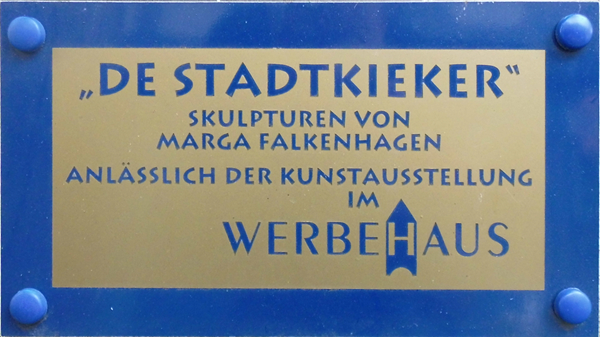 „DE STADTKIEKER“
SKULPTUREN VON
MARGA FALKENHAGEN
ANLÄSSLICH DER KUNSTAUSSTELLUNG
IM
WERBEHAUS